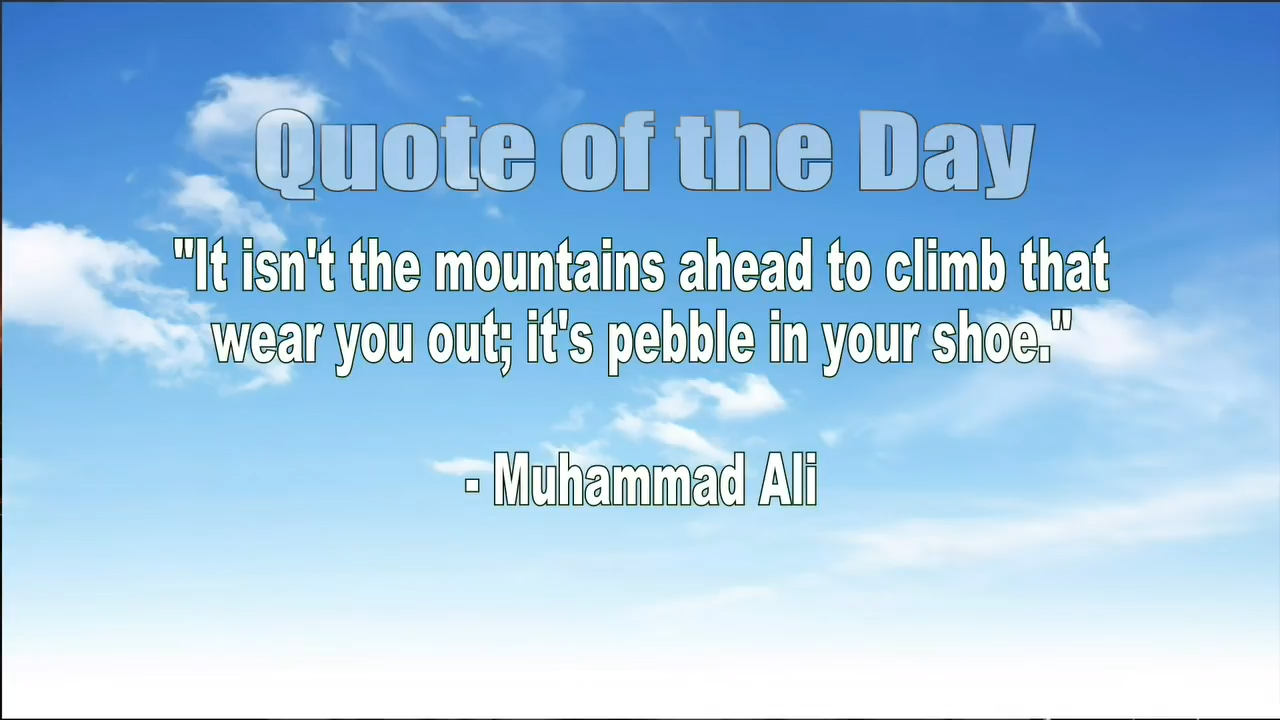 Quote of the Day
"It isn't the mountains ahead to climb that
wear you out; it's pebble in your shoe."
- Muhammad Ali